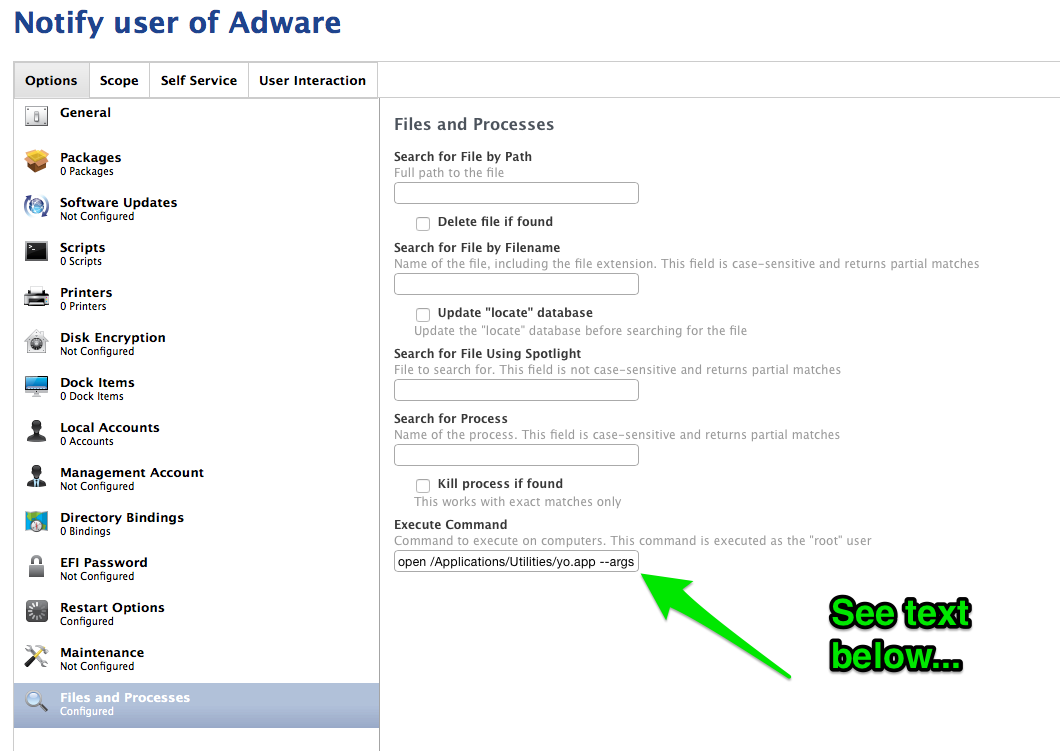 Notify user of Adware
Options
Scope
Self Service
User Interaction
General
Packages
0 Packages
Software Updates
Not Configured
Scripts
0 Scripts
Printers
0 Printers
Disk Encryption
Not Configured
Dock Items
0 Dock Items
Local Accounts
0 Accounts
Management Account
Not Configured
Directory Bindings
0 Bindings
EFI Password
Not Configured
Restart Options
Configured
Maintenance
Not Configured
Files and Processes
Configured
Files and Processes
Search for File by Path
Full path to the file
Delete file if found
Search for File by Filename
Name of the file, including the file extension. This field is case-sensitive and returns partial matches
Update "locate" database
Update the "locate" database before searching for the file
Search for File Using Spotlight
File to search for. This field is not case-sensitive and returns partial matches
Search for Process
Name of the process. This field is case-sensitive and returns partial matches
Kill process if found
This works with exact matches only
Execute Command
Command to execute on computers. This command is executed as the "root" user
open /Applications/Utilities/yo.app --args
See text
below...